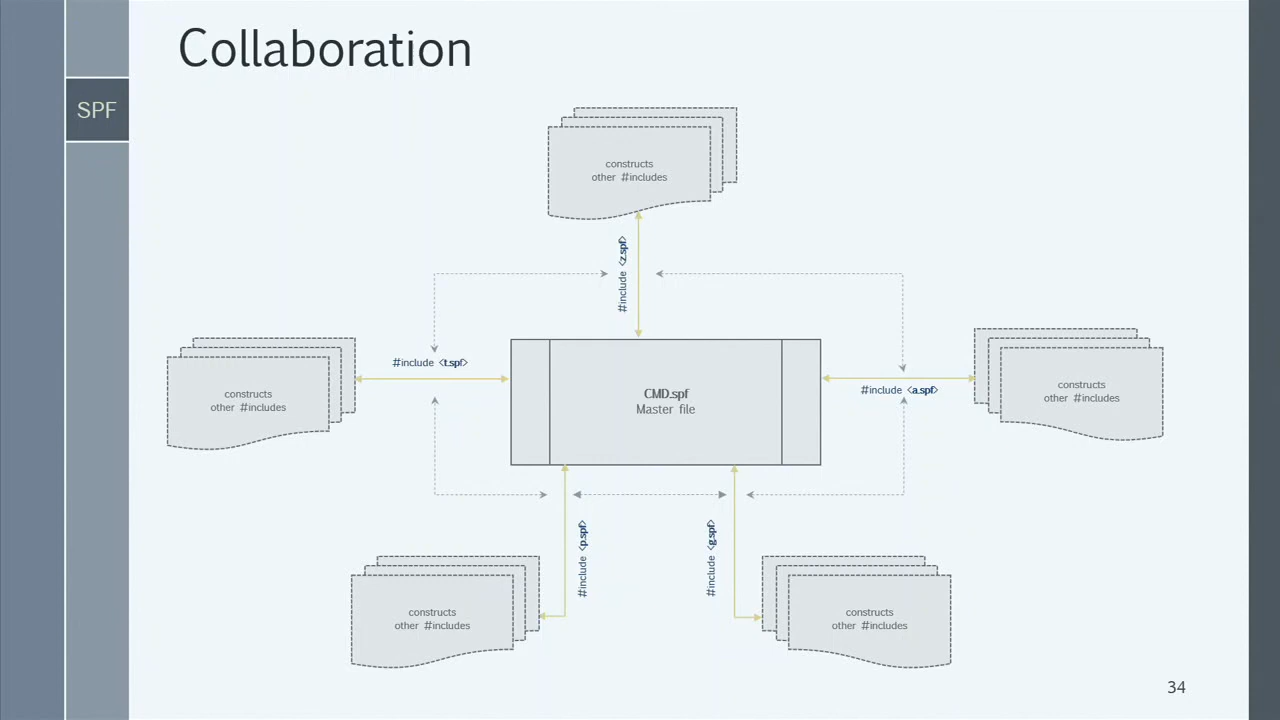 Collaboration
SPF
constructs
other #includes
#include <z.spf>
#include <t.spf>
constructs
other #includes
CMD.spf
Master file
#include <a.spf>
constructs
other #includes
#include <p.spf>
#include <g.spf>
constructs
other #includes
constructs
other #includes
34